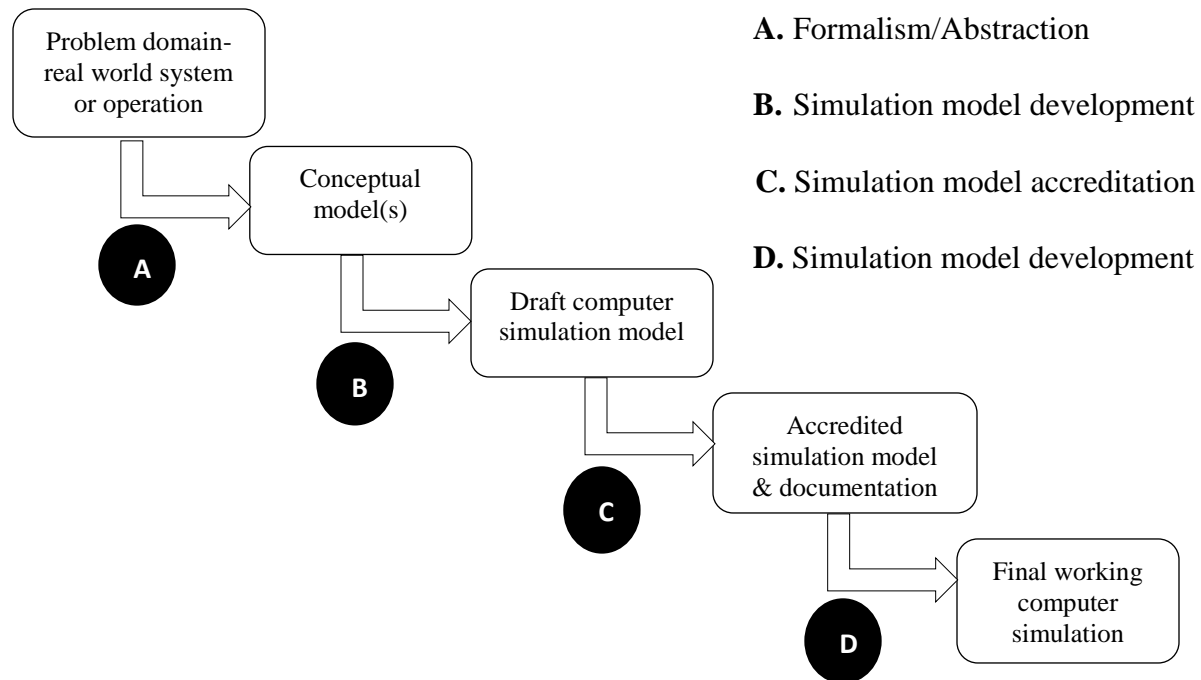 Problem domain-
real world system
or operation
A. Formalism/Abstraction
B. Simulation model development
C. Simulation model accreditation
D. Simulation model development
Conceptual
model(s)
A
Draft computer
simulation model
B
Accredited
simulation model
& documentation
C
Final working
computer
simulation
D